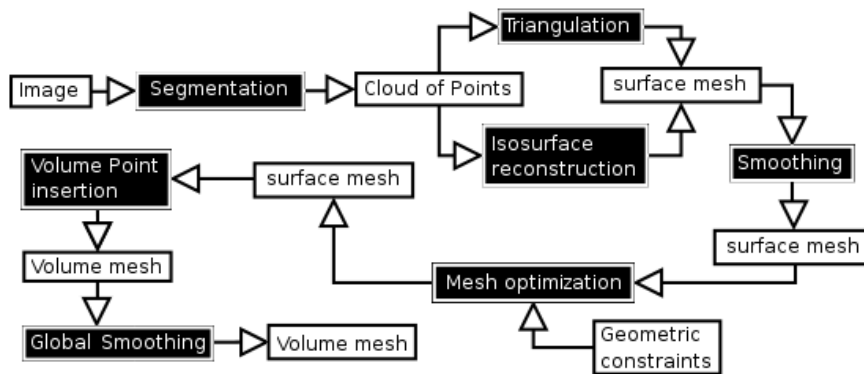 Image
Segmentation
Cloud of Points
Triangulation
Isosurface
reconstruction
surface mesh
Smoothing
surface mesh
Geometric
constraints
Mesh optimization
surface mesh
Volume Point
insertion
Volume mesh
Global Smoothing
Volume mesh